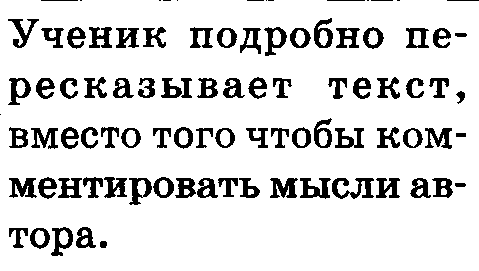 Ученик подробно пе-
ресказывает текст,
вместо того чтобы ком-
ментировать мысли ав-
тора.